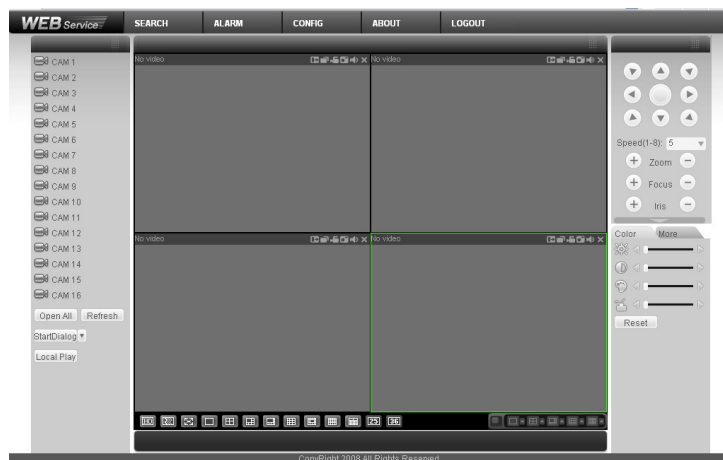 WEB Service
SEARCH ALARM CONFIG ABOUT LOGOUT
CAM 1
CAM 2
CAM 3
CAM 4
CAM 5
CAM 6
CAM 7
CAM 8
CAM 9
CAM 10
CAM 11
CAM 12
CAM 13
CAM 14
CAM 15
CAM 16
Open All Refresh
StartDialog
Local Play
No video
No video
No video
No video
25 36
Speed(1-8): 5
Zoom
Focus
Iris
Color More
Reset
CopyRight 2008 All Rights Reserved